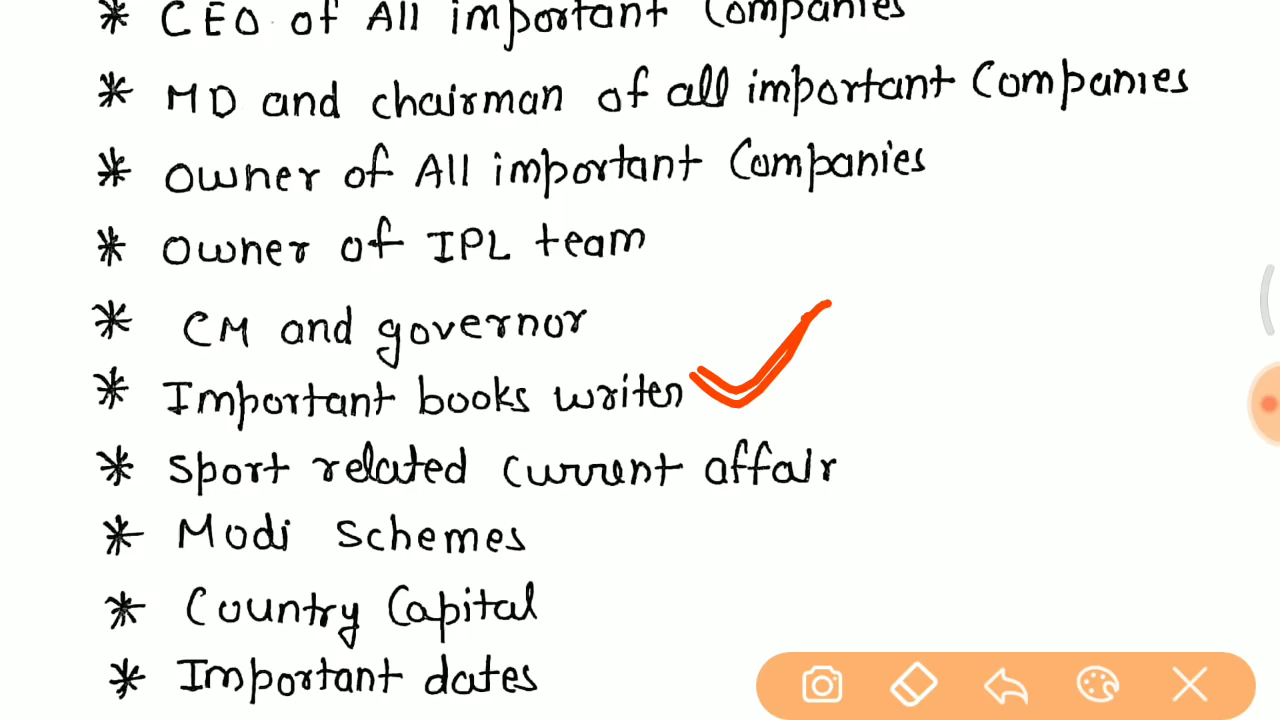 * CEO of All important Companies
* MD and chairman of all important Companies
* Owner of All important Companies
* Owner of IPL team
* CM and governor
* Important books writer
* Sport related current affair
* Modi Schemes
* Country Capital
* Important dates